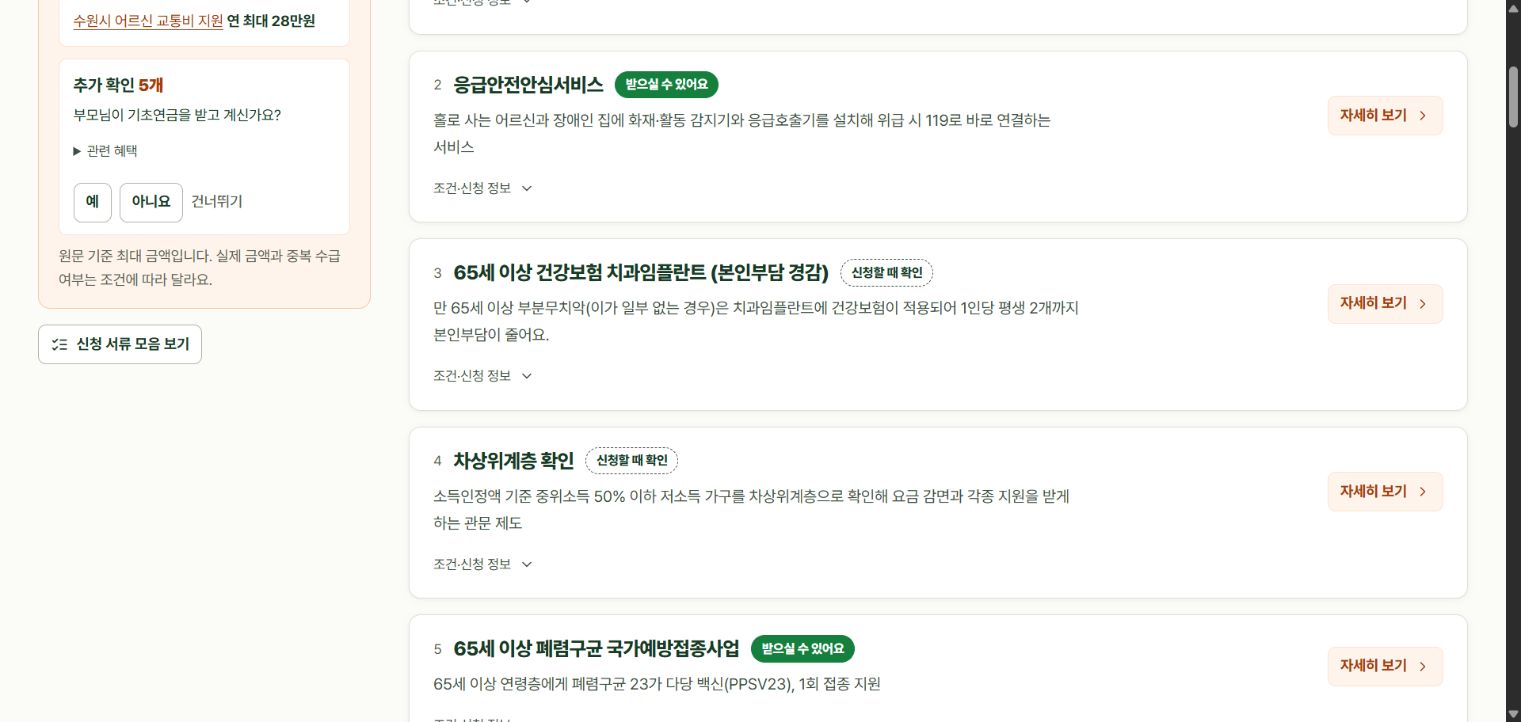 수원시 어르신 교통비 지원 연 최대 28만원
추가 확인 5개
부모님이 기초연금을 받고 계신가요?
▶ 관련 혜택
예
아니요
건너뛰기
원문 기준 최대 금액입니다. 실제 금액과 중복 수급
여부는 조건에 따라 달라요.
신청 서류 모음 보기
조건·신청 정보
2 응급안전안심서비스 받으실 수 있어요
홀로 사는 어르신과 장애인 집에 화재·활동 감지기와 응급호출기를 설치해 위급 시 119로 바로 연결하는
서비스
조건·신청 정보
자세히 보기
3 65세 이상 건강보험 치과임플란트 (본인부담 경감) 신청할 때 확인
만 65세 이상 부분무치악(이가 일부 없는 경우)은 치과임플란트에 건강보험이 적용되어 1인당 평생 2개까지
본인부담이 줄어요.
조건·신청 정보
자세히 보기
4 차상위계층 확인 신청할 때 확인
소득인정액 기준 중위소득 50% 이하 저소득 가구를 차상위계층으로 확인해 요금 감면과 각종 지원을 받게
하는 관문 제도
조건·신청 정보
자세히 보기
5 65세 이상 폐렴구균 국가예방접종사업 받으실 수 있어요
65세 이상 연령층에게 폐렴구균 23가 다당 백신(PPSV23), 1회 접종 지원
자세히 보기
조건·신청 정보